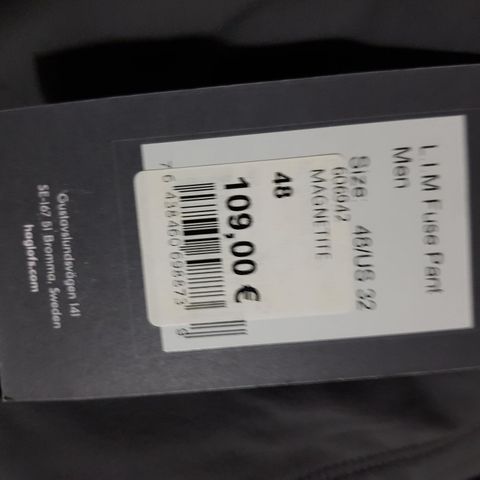 L.I.M Fuse Pant
Men
Size: 48/US 32
606947
MAGNETITE
48
109,00 €
Gustavslundsvägen 141
SE-167 51 Bromma, Sweden
haglofs.com